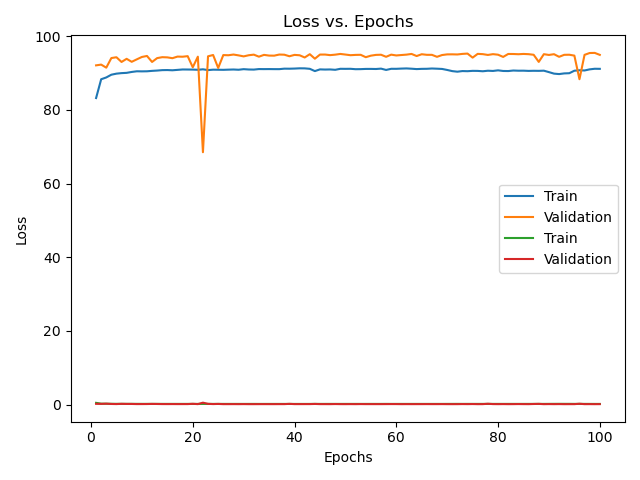 Loss vs. Epochs
100
80
60
40
20
0
Loss
Train
Validation
Train
Validation
0 20 40 60 80 100
Epochs